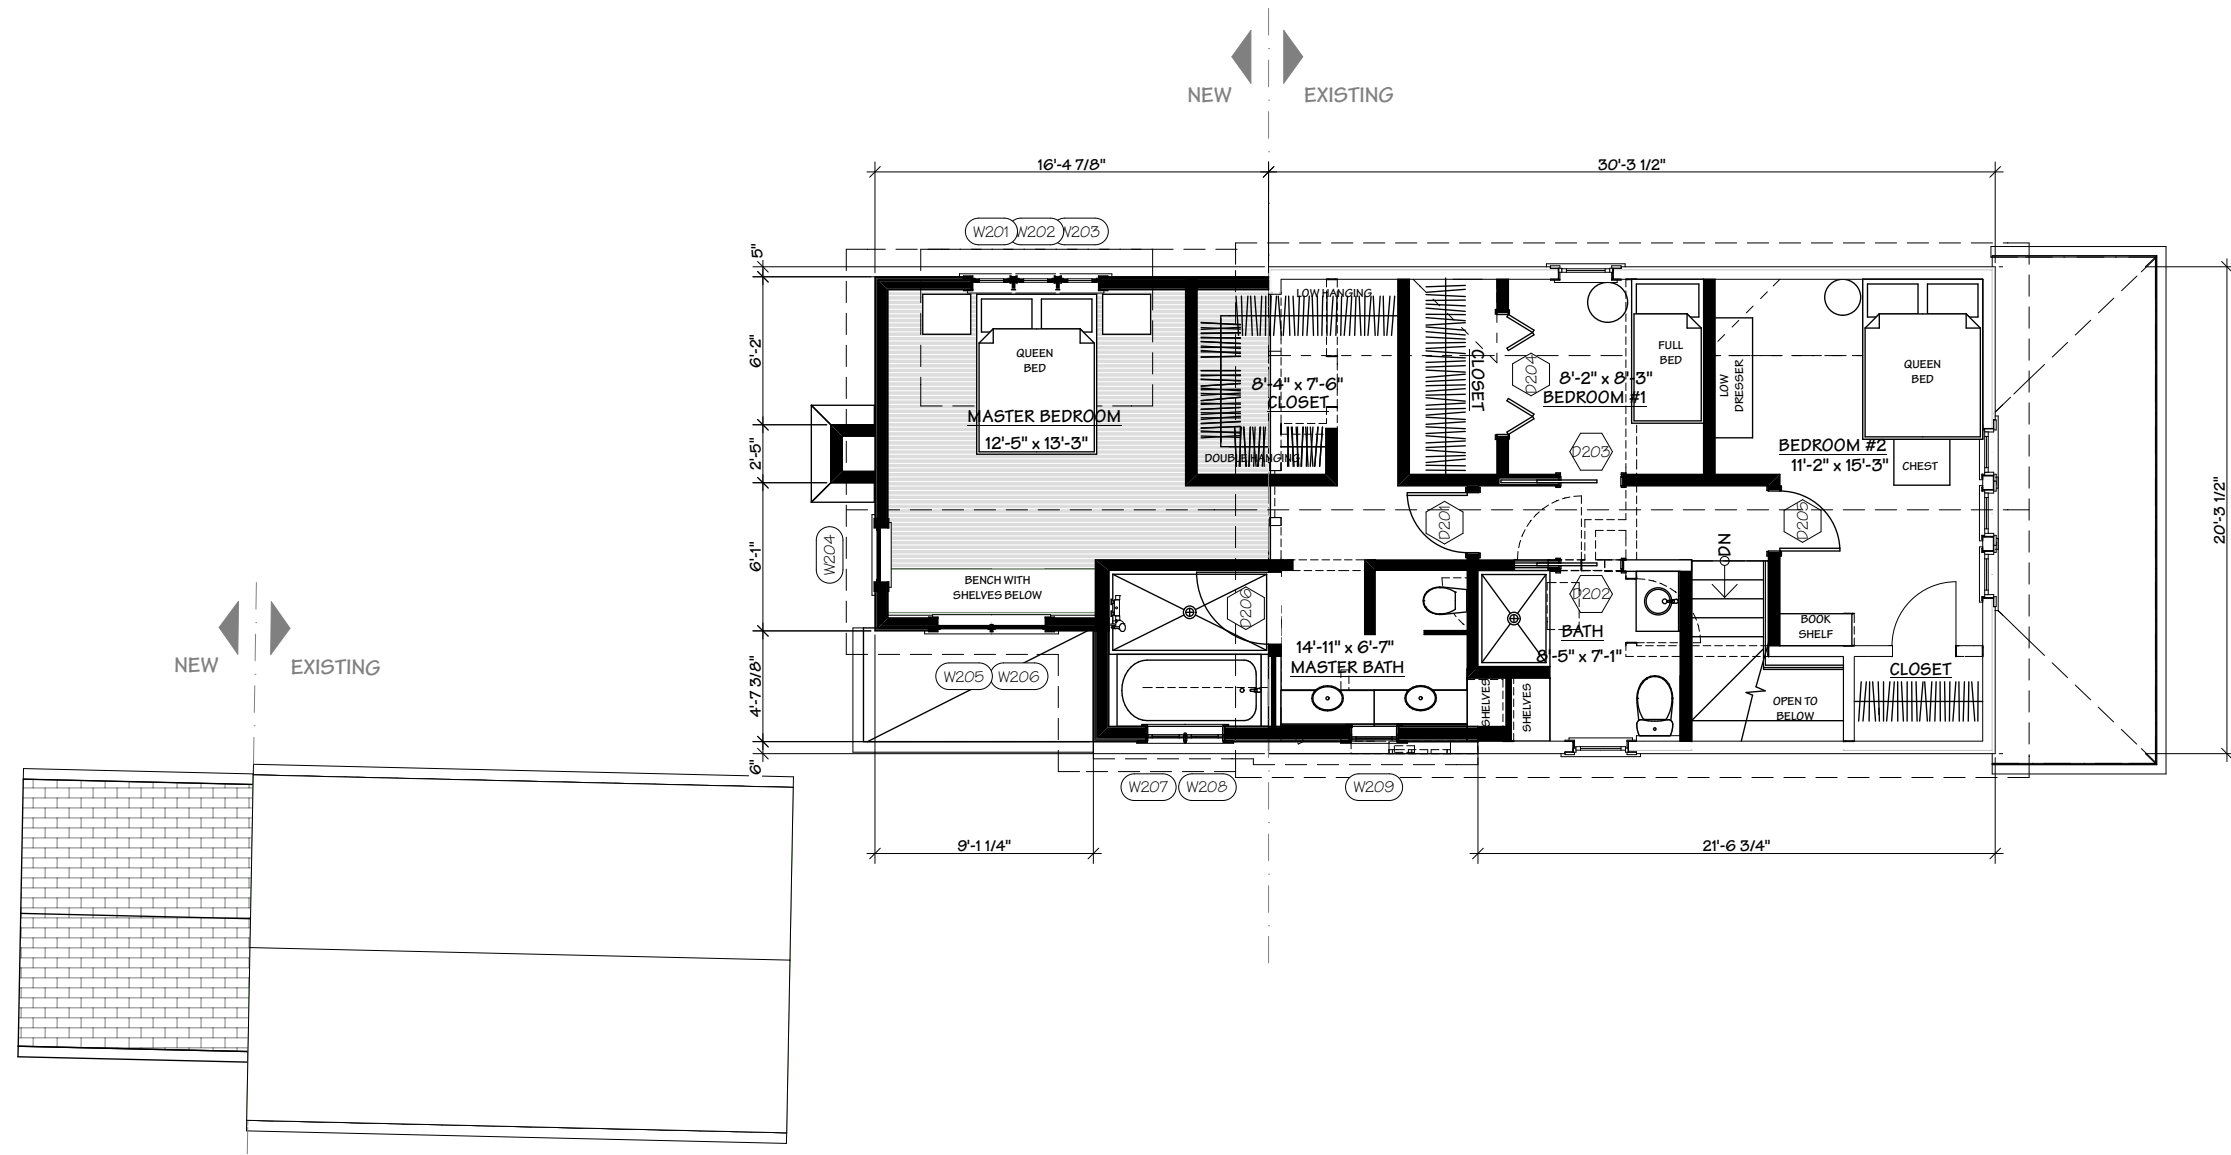 NEW EXISTING
16'-4 7/8" 30'-3 1/2"
W201 W202 W203
5"
6'-2"
2'-5"
6'-1"
4'-7 3/8"
6"
20'-3 1/2"
QUEEN
BED
MASTER BEDROOM
12'-5" x 13'-3"
W204
BENCH WITH
SHELVES BELOW
W205 W206
LOW HANGING
8'-4" x 7'-6"
CLOSET
DOUBLE HANGING
CLOSET
D204
8'-2" x 8'-3"
BEDROOM #1
FULL
BED
D203
LOW
DRESSER
QUEEN
BED
BEDROOM #2
11'-2" x 15'-3"
CHEST
D201
D205
DN
D206
14'-11" x 6'-7"
MASTER BATH
D202
BATH
8'-5" x 7'-1"
SHELVES
SHELVES
BOOK
SHELF
CLOSET
OPEN TO
BELOW
W207 W208 W209
9'-1 1/4" 21'-6 3/4"
NEW EXISTING